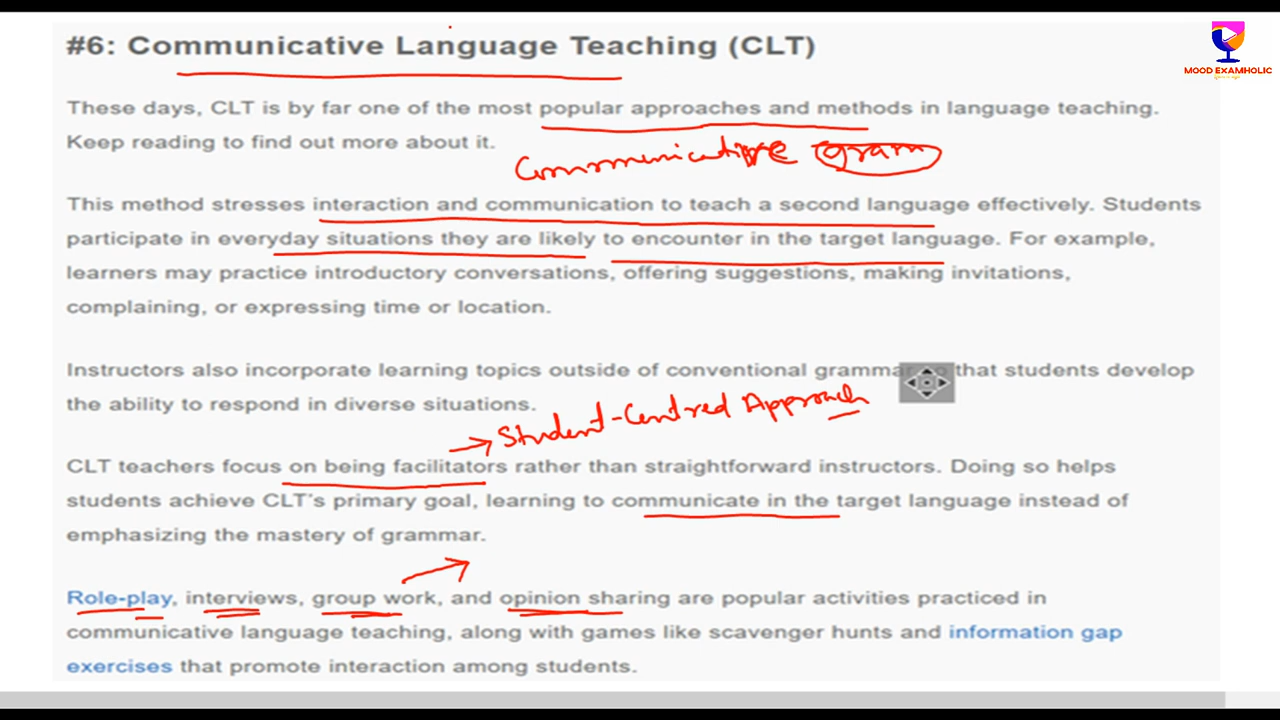 #6: Communicative Language Teaching (CLT)
MOOD EXAMHOLIC
These days, CLT is by far one of the most popular approaches and methods in language teaching.
Keep reading to find out more about it.
Communicative gram
This method stresses interaction and communication to teach a second language effectively. Students
participate in everyday situations they are likely to encounter in the target language. For example,
learners may practice introductory conversations, offering suggestions, making invitations,
complaining, or expressing time or location.
Instructors also incorporate learning topics outside of conventional grammar so that students develop
the ability to respond in diverse situations.
→ Student-Centred Approach
CLT teachers focus on being facilitators rather than straightforward instructors. Doing so helps
students achieve CLT's primary goal, learning to communicate in the target language instead of
emphasizing the mastery of grammar.
Role-play, interviews, group work, and opinion sharing are popular activities practiced in
communicative language teaching, along with games like scavenger hunts and information gap
exercises that promote interaction among students.